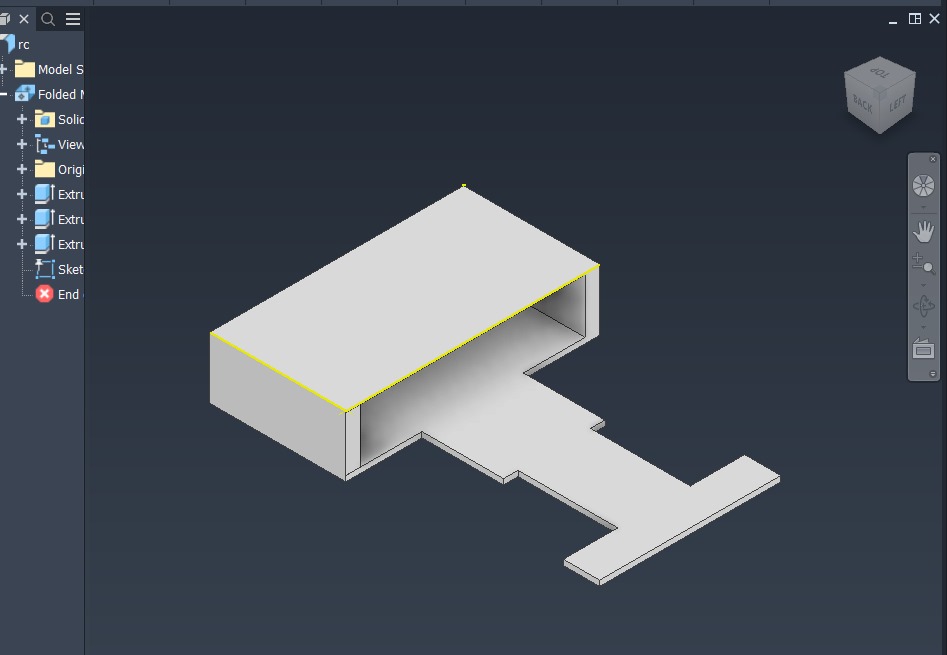 rc
Model S
Folded M
Solid
View
Origi
Extru
Extru
Extru
Sket
End
TOP
BACK
LEFT